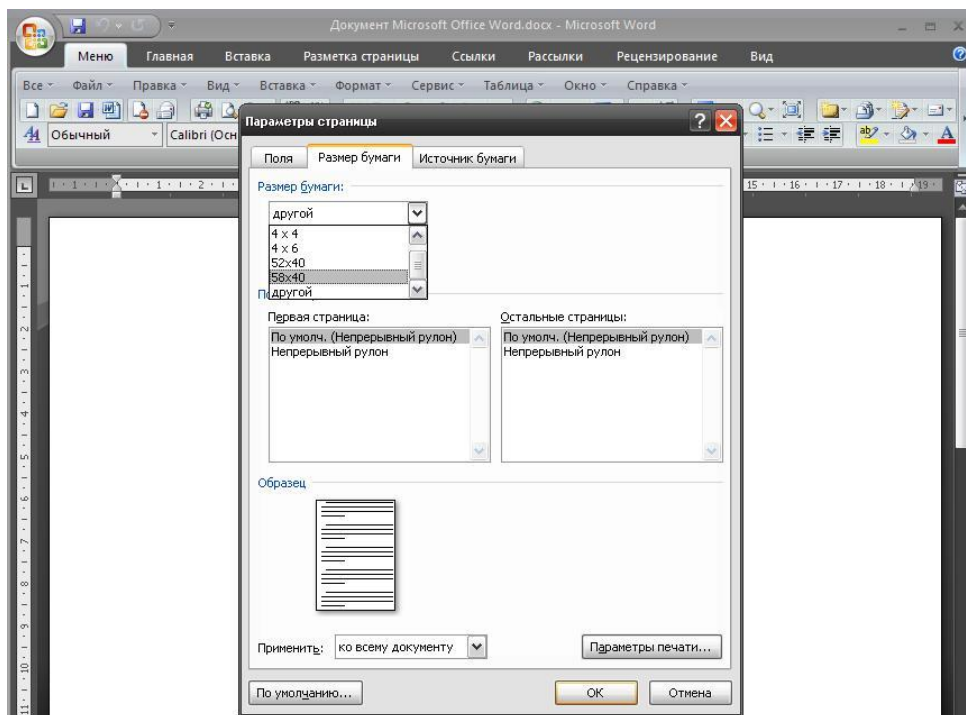 Документ Microsoft Office Word.docx - Microsoft Word
Меню Главная Вставка Разметка страницы Ссылки Рассылки Рецензирование Вид
Все Файл Правка Вид Вставка Формат Сервис Таблица Окно Справка
Обычный Calibri (Осн
Параметры страницы
Поля Размер бумаги Источник бумаги
Размер бумаги:
другой
4 x 4
4 x 6
52x40
58x40
другой
Первая страница: Остальные страницы:
По умолч. (Непрерывный рулон) По умолч. (Непрерывный рулон)
Непрерывный рулон Непрерывный рулон
Образец
Применить: ко всему документу Параметры печати...
По умолчанию... ОК Отмена